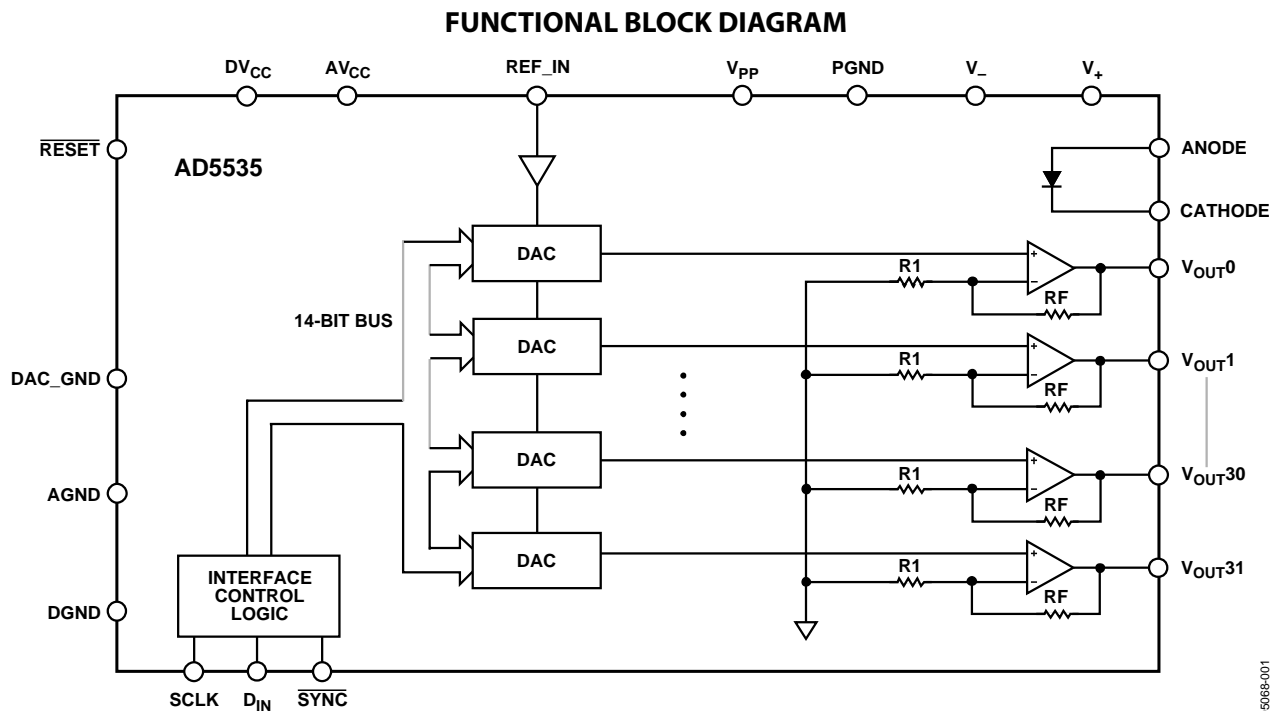 FUNCTIONAL BLOCK DIAGRAM
DVCC AVCC REF_IN VPP PGND V– V+
RESET
AD5535
ANODE
CATHODE
DAC
+
–
R1
RF
VOUT0
14-BIT BUS
DAC
+
–
R1
RF
VOUT1
DAC_GND
DAC
+
–
R1
RF
VOUT30
AGND
DAC
+
–
R1
RF
VOUT31
INTERFACE
CONTROL
LOGIC
DGND
SCLK DIN SYNC
5068-001